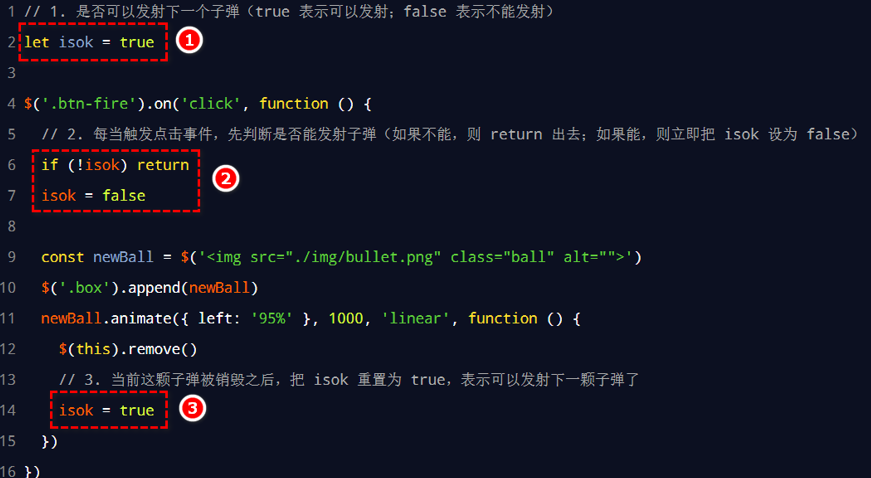 1 // 1. 是否可以发射下一个子弹（true 表示可以发射；false 表示不能发射）
2 let isok = true 1
3
4 $('.btn-fire').on('click', function () {
5 // 2. 每当触发点击事件，先判断是否能发射子弹（如果不能，则 return 出去；如果能，则立即把 isok 设为 false）
6 if (!isok) return 2
7 isok = false
8
9 const newBall = $('<img src="./img/bullet.png" class="ball" alt="">')
10 $('.box').append(newBall)
11 newBall.animate({ left: '95%' }, 1000, 'linear', function () {
12 $(this).remove()
13 // 3. 当前这颗子弹被销毁之后，把 isok 重置为 true，表示可以发射下一颗子弹了
14 isok = true 3
15 })
16 })